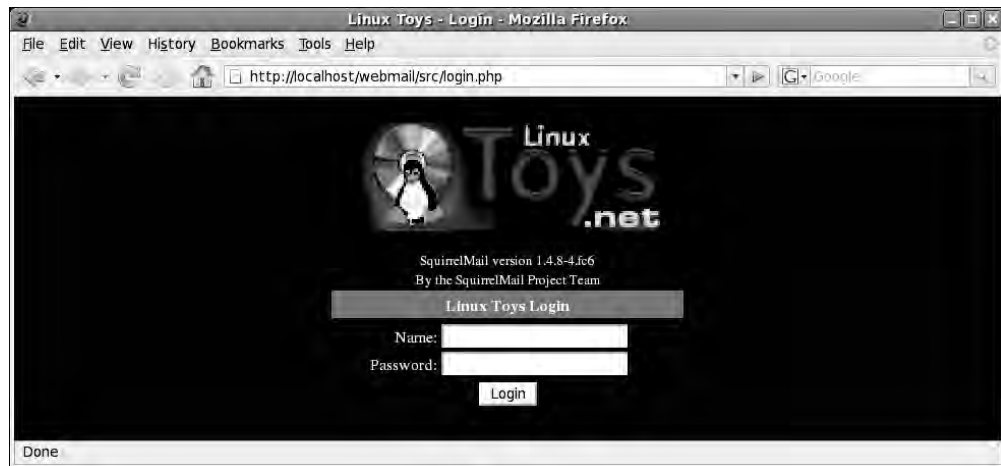 Linux Toys - Login - Mozilla Firefox
File Edit View History Bookmarks Tools Help
http://localhost/webmail/src/login.php
G Google
Linux
Toys
.net
SquirrelMail version 1.4.8-4.fc6
By the SquirrelMail Project Team
Linux Toys Login
Name:
Password:
Login
Done